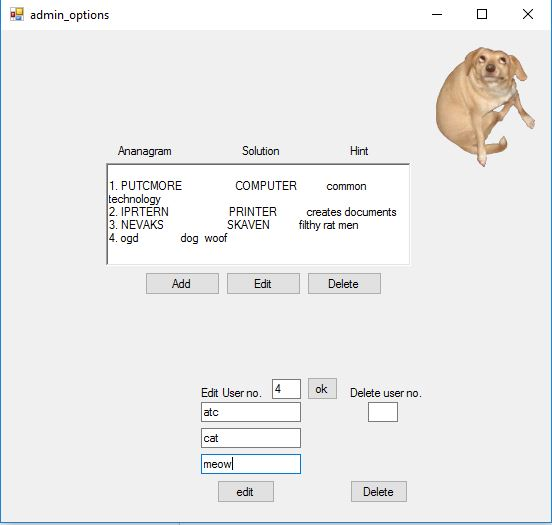 admin_options
Ananagram Solution Hint
1. PUTCMORE COMPUTER common
technology
2. IPRTERN PRINTER creates documents
3. NEVAKS SKAVEN filthy rat men
4. ogd dog woof
Add Edit Delete
Edit User no. 4 ok Delete user no.
atc
cat
meow
edit Delete